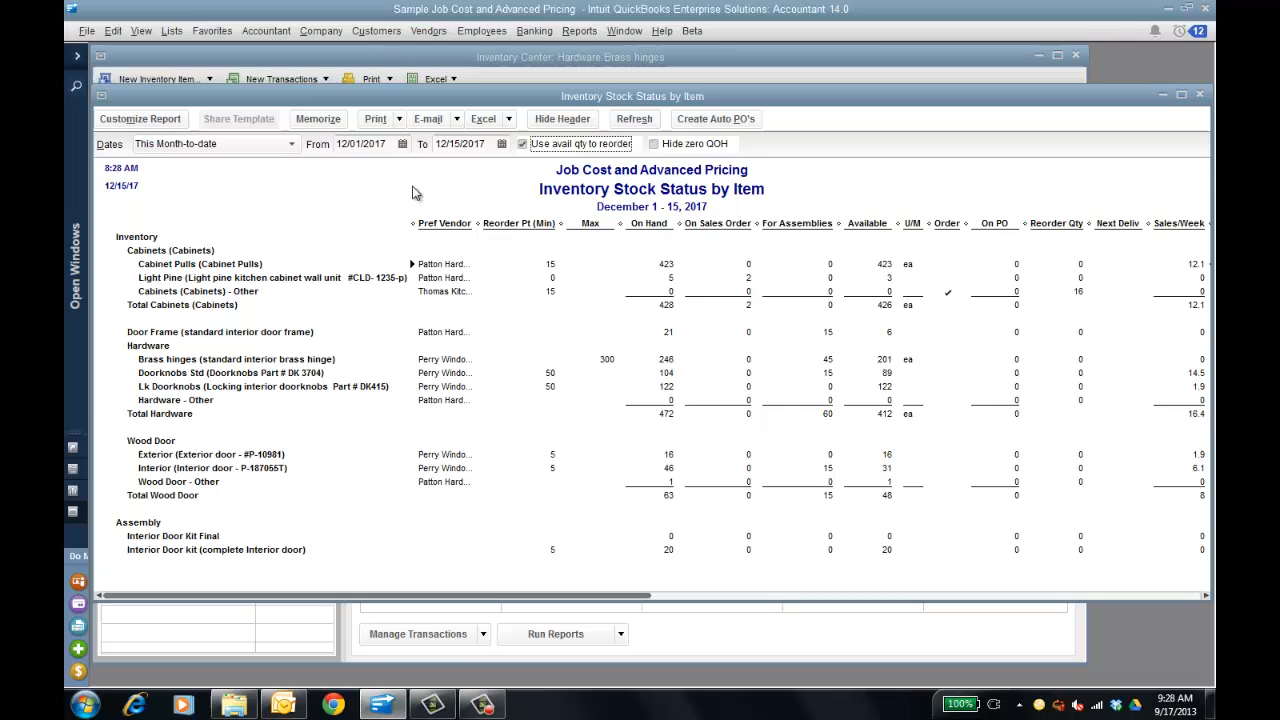 Sample Job Cost and Advanced Pricing - Intuit QuickBooks Enterprise Solutions: Accountant 14.0
File Edit View Lists Favorites Accountant Company Customers Vendors Employees Banking Reports Window Help Beta 12
Inventory Center: Hardware:Brass hinges
New Inventory Item... New Transactions Print Excel
Inventory Stock Status by Item
Customize Report Share Template Memorize Print E-mail Excel Hide Header Refresh Create Auto PO's
Dates This Month-to-date From 12/01/2017 To 12/15/2017 Use avail qty to reorder Hide zero QOH
8:28 AM Job Cost and Advanced Pricing
12/15/17 Inventory Stock Status by Item
December 1 - 15, 2017
Pref Vendor Reorder Pt (Min) Max On Hand On Sales Order For Assemblies Available U/M Order On PO Reorder Qty Next Deliv Sales/Week
Inventory
Cabinets (Cabinets)
Cabinet Pulls (Cabinet Pulls) Patton Hard... 15 423 0 0 423 ea 0 0 12.1
Light Pine (Light pine kitchen cabinet wall unit #CLD- 1235-p) Patton Hard... 0 5 2 0 3 0 0 0
Cabinets (Cabinets) - Other Thomas Kitc... 15 0 0 0 0 ✓ 0 16 0
Total Cabinets (Cabinets) 428 2 0 426 ea 0 12.1
Door Frame (standard interior door frame) Patton Hard... 21 0 15 6 0 0 0
Hardware
Brass hinges (standard interior brass hinge) Perry Windo... 300 246 0 45 201 ea 0 0 0
Doorknobs Std (Doorknobs Part # DK 3704) Perry Windo... 50 104 0 15 89 0 0 14.5
Lk Doorknobs (Locking interior doorknobs Part # DK415) Perry Windo... 50 122 0 0 122 0 0 1.9
Hardware - Other Patton Hard... 0 0 0 0 0 0 0
Total Hardware 472 0 60 412 ea 0 16.4
Wood Door
Exterior (Exterior door - #P-10981) Perry Windo... 5 16 0 0 16 0 0 1.9
Interior (Interior door - P-187055T) Perry Windo... 5 46 0 15 31 0 0 6.1
Wood Door - Other Patton Hard... 1 0 0 1 0 0 0
Total Wood Door 63 0 15 48 0 8
Assembly
Interior Door Kit Final 0 0 0 0 0 0 0
Interior Door kit (complete Interior door) 5 20 0 0 20 0 0 0
Open Windows
Do M
Manage Transactions Run Reports
100%
9:28 AM
9/17/2013